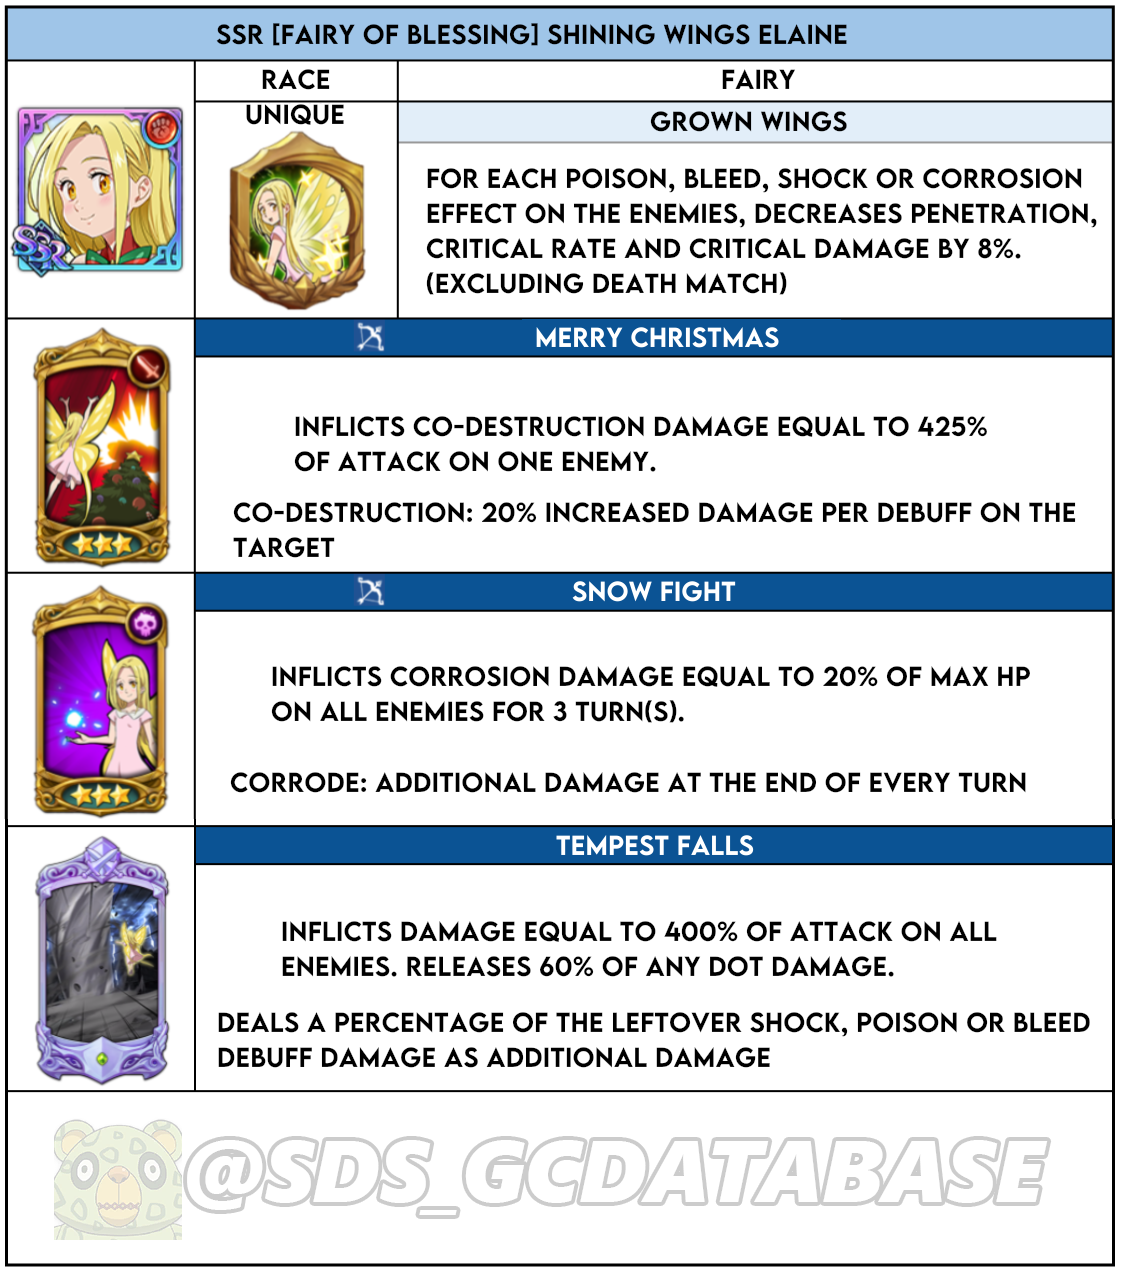 SSR [FAIRY OF BLESSING] SHINING WINGS ELAINE
RACE
FAIRY
UNIQUE
GROWN WINGS
SSR
FOR EACH POISON, BLEED, SHOCK OR CORROSION
EFFECT ON THE ENEMIES, DECREASES PENETRATION,
CRITICAL RATE AND CRITICAL DAMAGE BY 8%.
(EXCLUDING DEATH MATCH)
MERRY CHRISTMAS
INFLICTS CO-DESTRUCTION DAMAGE EQUAL TO 425%
OF ATTACK ON ONE ENEMY.
CO-DESTRUCTION: 20% INCREASED DAMAGE PER DEBUFF ON THE
TARGET
SNOW FIGHT
INFLICTS CORROSION DAMAGE EQUAL TO 20% OF MAX HP
ON ALL ENEMIES FOR 3 TURN(S).
CORRODE: ADDITIONAL DAMAGE AT THE END OF EVERY TURN
TEMPEST FALLS
INFLICTS DAMAGE EQUAL TO 400% OF ATTACK ON ALL
ENEMIES. RELEASES 60% OF ANY DOT DAMAGE.
DEALS A PERCENTAGE OF THE LEFTOVER SHOCK, POISON OR BLEED
DEBUFF DAMAGE AS ADDITIONAL DAMAGE
@SDS_GCDATABASE